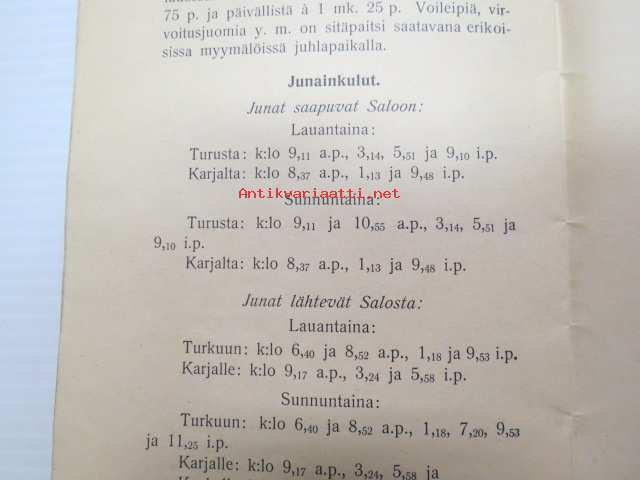 75 p. ja päivällistä à 1 mk. 25 p. Voileipiä, vir-
voitusjuomia y. m. on sitäpaitsi saatavana erikoi-
sissa myymälöissä juhlapaikalla.
Junainkulut.
Junat saapuvat Saloon:
Lauantaina:
Turusta: k:lo 9,11 a.p., 3,14, 5,51 ja 9,10 i.p.
Karjalta: k:lo 8,37 a.p., 1,13 ja 9,48 i.p.
Antikvariaatti.net
Sunnuntaina:
Turusta: k:lo 9,11 ja 10,55 a.p., 3,14, 5,51 ja
9,10 i.p.
Karjalta: k:lo 8,37 a.p., 1,13 ja 9,48 i.p.
Junat lähtevät Salosta:
Lauantaina:
Turkuun: k:lo 6,40 ja 8,52 a.p., 1,18 ja 9,53 i.p.
Karjalle: k:lo 9,17 a.p., 3,24 ja 5,58 i.p.
Sunnuntaina:
Turkuun: k:lo 6,40 ja 8,52 a.p., 1,18, 7,20, 9,53
ja 11,25 i.p.
Karjalle: k:lo 9,17 a.p., 3,24, 5,58 ja